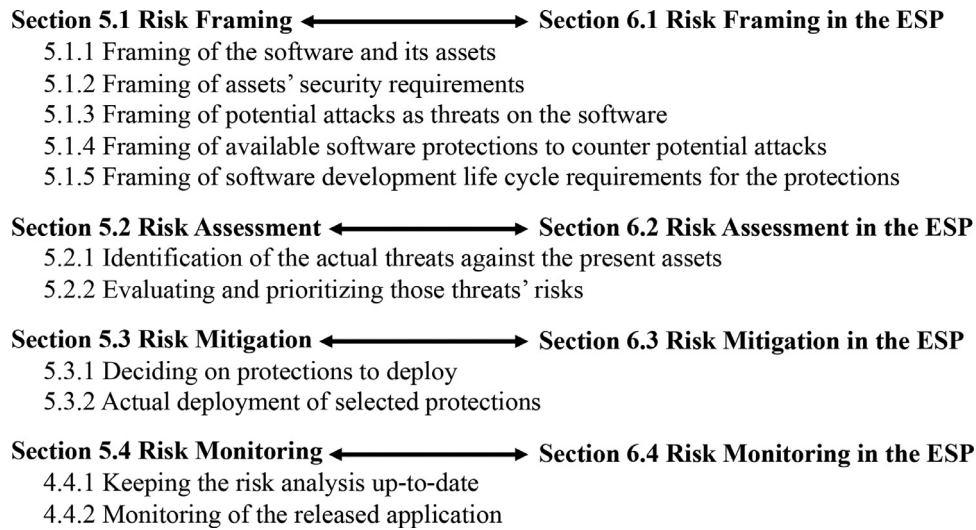 Section 5.1 Risk Framing Section 6.1 Risk Framing in the ESP
5.1.1 Framing of the software and its assets
5.1.2 Framing of assets’ security requirements
5.1.3 Framing of potential attacks as threats on the software
5.1.4 Framing of available software protections to counter potential attacks
5.1.5 Framing of software development life cycle requirements for the protections
Section 5.2 Risk Assessment Section 6.2 Risk Assessment in the ESP
5.2.1 Identification of the actual threats against the present assets
5.2.2 Evaluating and prioritizing those threats’ risks
Section 5.3 Risk Mitigation Section 6.3 Risk Mitigation in the ESP
5.3.1 Deciding on protections to deploy
5.3.2 Actual deployment of selected protections
Section 5.4 Risk Monitoring Section 6.4 Risk Monitoring in the ESP
4.4.1 Keeping the risk analysis up-to-date
4.4.2 Monitoring of the released application